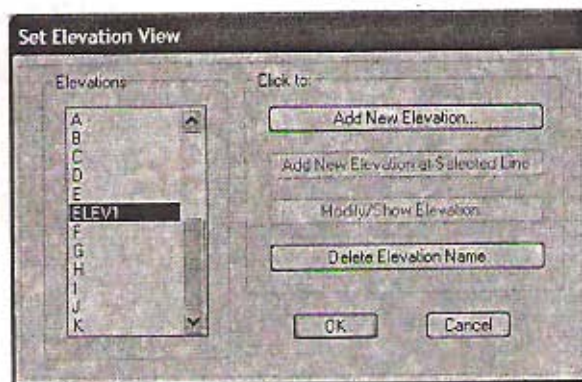 Set Elevation View
Elevations
A
B
C
D
E
ELEV1
F
G
H
I
J
K
Click to:
Add New Elevation...
Add New Elevation at Selected Line
Modify/Show Elevation...
Delete Elevation Name
OK
Cancel